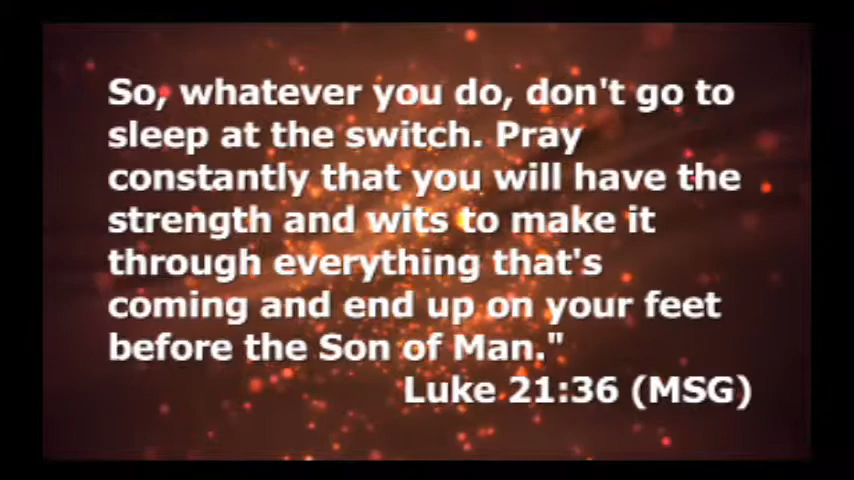 So, whatever you do, don't go to
sleep at the switch. Pray
constantly that you will have the
strength and wits to make it
through everything that's
coming and end up on your feet
before the Son of Man."
Luke 21:36 (MSG)